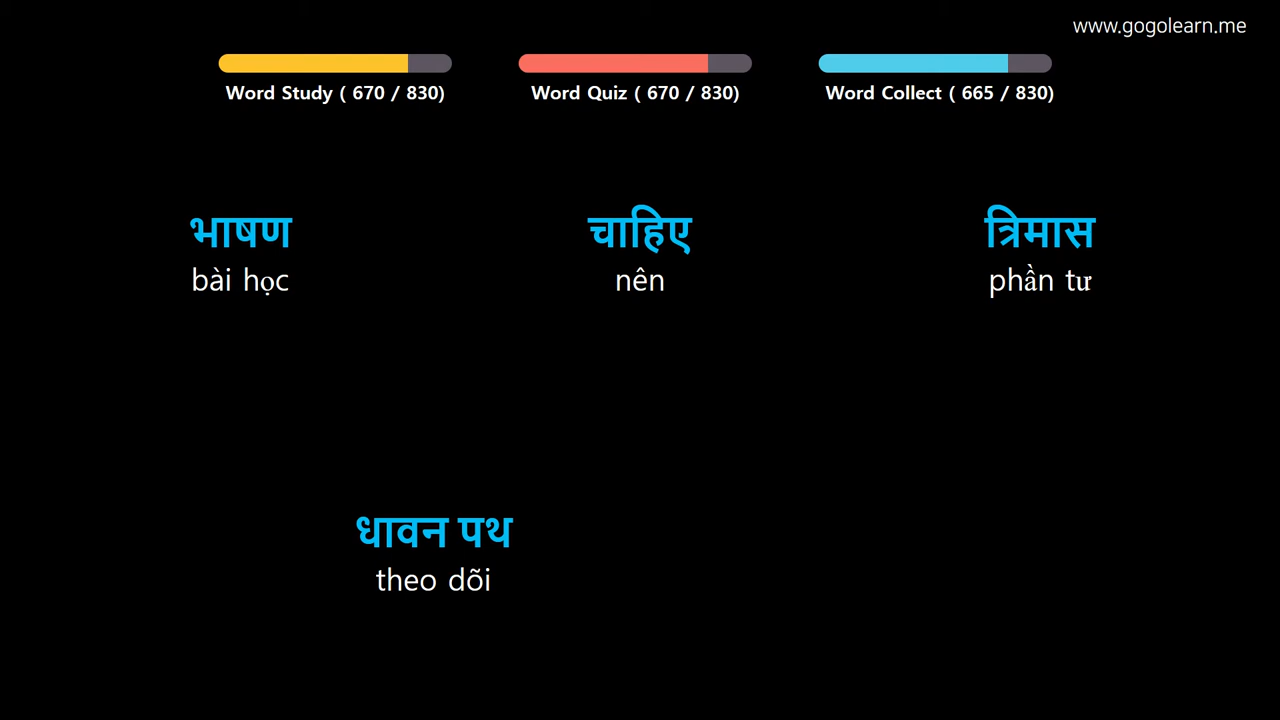 www.gogolearn.me
Word Study ( 670 / 830)
Word Quiz ( 670 / 830)
Word Collect ( 665 / 830)
भाषण
bài học
चाहिए
nên
त्रिमास
phần tư
धावन पथ
theo dõi